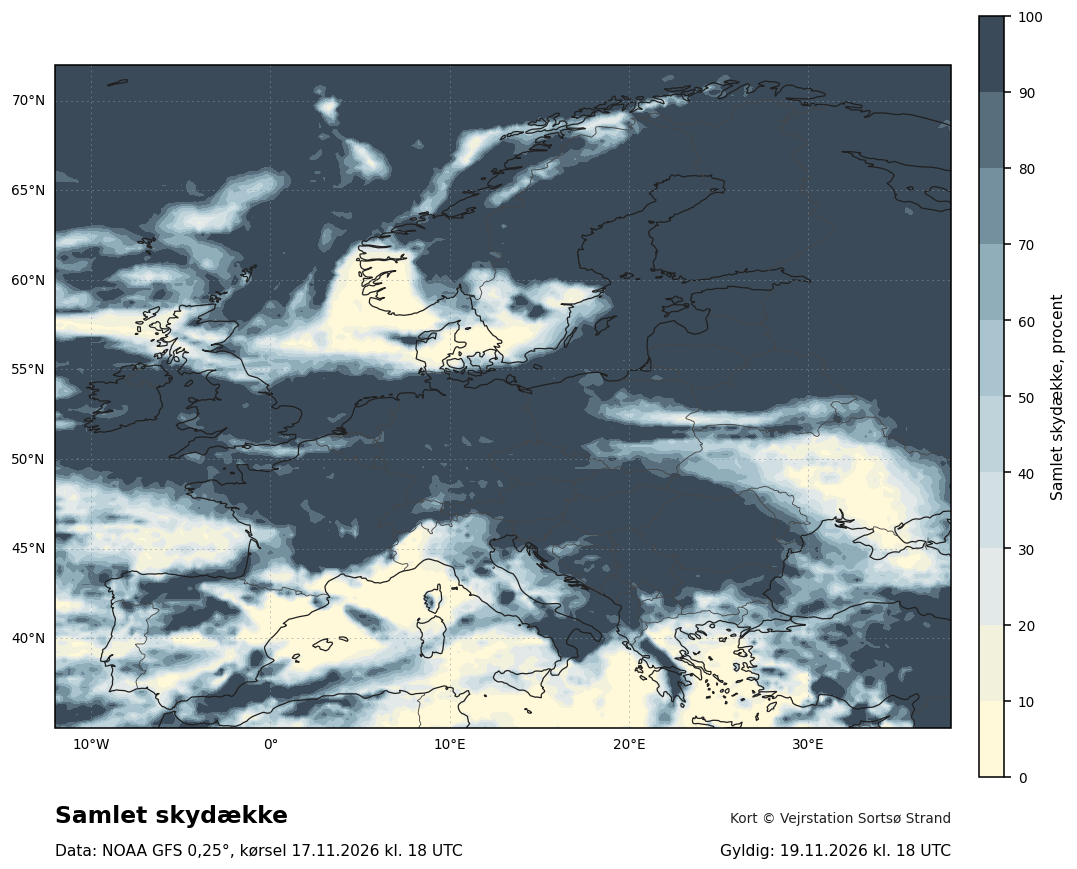 100
90
80
70
60
50
40
30
20
10
0
Samlet skydække, procent
70°N
65°N
60°N
55°N
50°N
45°N
40°N
10°W
0°
10°E
20°E
30°E
Samlet skydække
Kort © Vejrstation Sortsø Strand
Data: NOAA GFS 0,25°, kørsel 17.11.2026 kl. 18 UTC
Gyldig: 19.11.2026 kl. 18 UTC